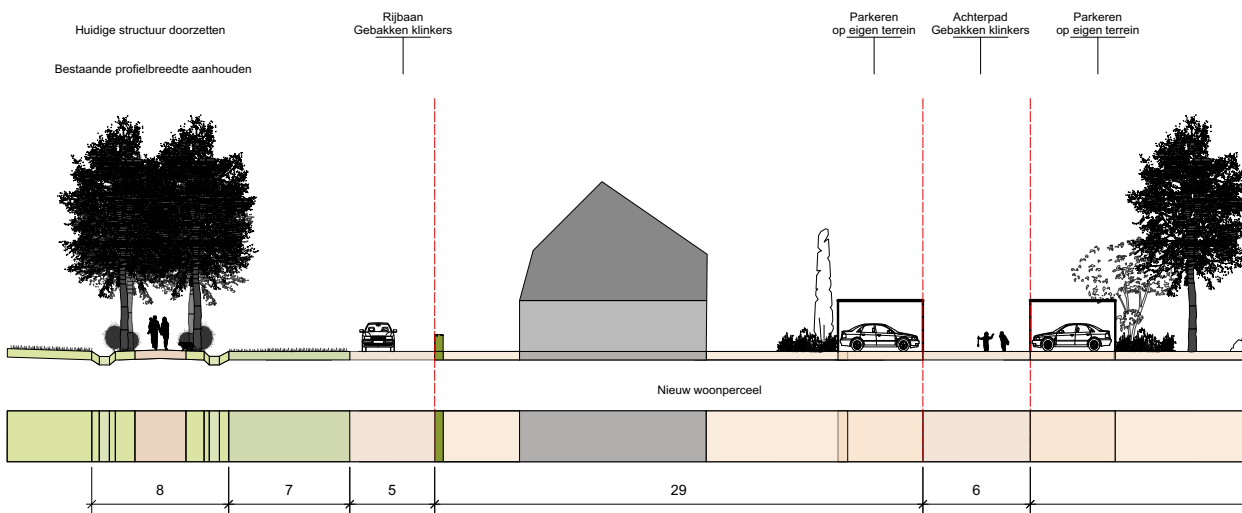 Huidige structuur doorzetten
Bestaande profielbreedte aanhouden
Rijbaan
Gebakken klinkers
Parkeren
op eigen terrein
Achterpad
Gebakken klinkers
Parkeren
op eigen terrein
Nieuw woonperceel
8
7
5
29
6